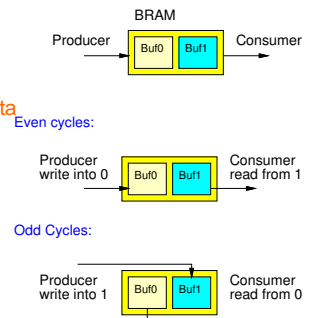 BRAM
Producer Buf0 Buf1 Consumer
ta
Even cycles:
Producer Consumer
write into 0 Buf0 Buf1 read from 1
Odd Cycles:
Producer Consumer
write into 1 Buf0 Buf1 read from 0